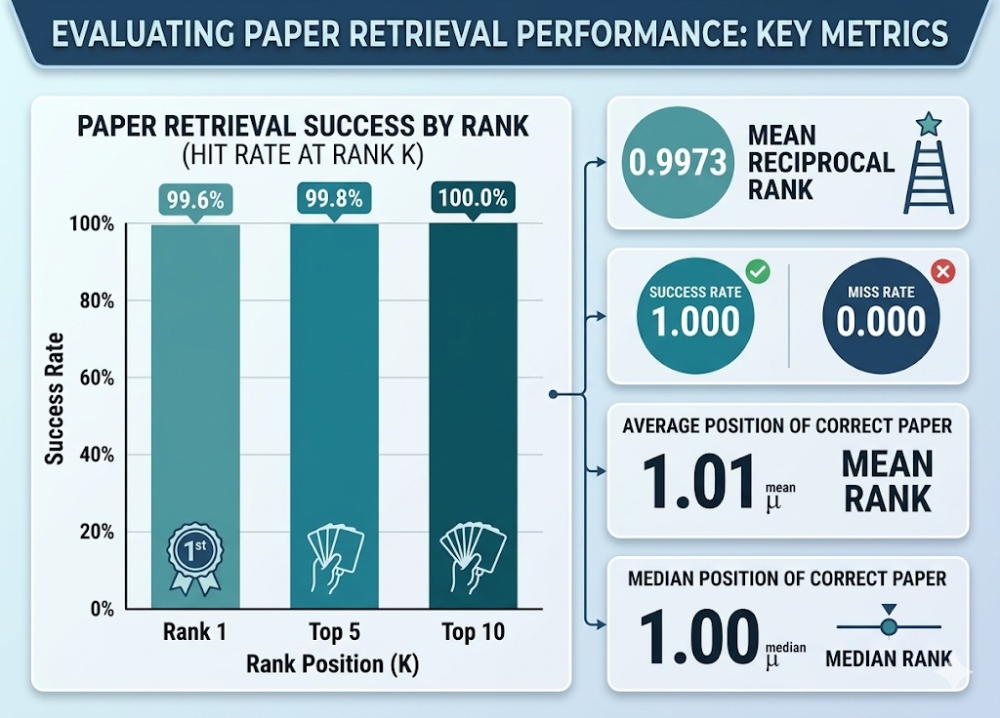 EVALUATING PAPER RETRIEVAL PERFORMANCE: KEY METRICS
PAPER RETRIEVAL SUCCESS BY RANK
(HIT RATE AT RANK K)
99.6%
99.8%
100.0%
100%
80%
60%
40%
20%
0%
Success Rate
1st
Rank 1
Top 5
Top 10
Rank Position (K)
0.9973
MEAN
RECIPROCAL
RANK
SUCCESS RATE
1.000
MISS RATE
0.000
AVERAGE POSITION OF CORRECT PAPER
1.01
mean
μ
MEAN
RANK
MEDIAN POSITION OF CORRECT PAPER
1.00
median
μ
MEDIAN RANK